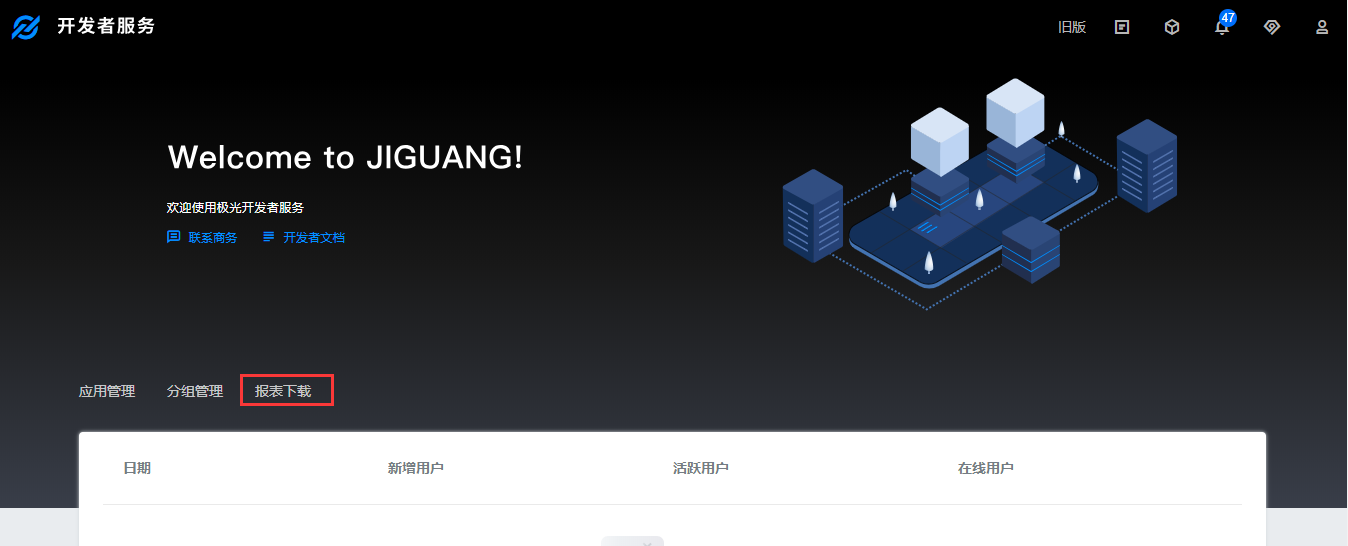 开发者服务
旧版
47
Welcome to JIGUANG!
欢迎使用极光开发者服务
联系商务 开发者文档
应用管理 分组管理 报表下载
日期 新增用户 活跃用户 在线用户